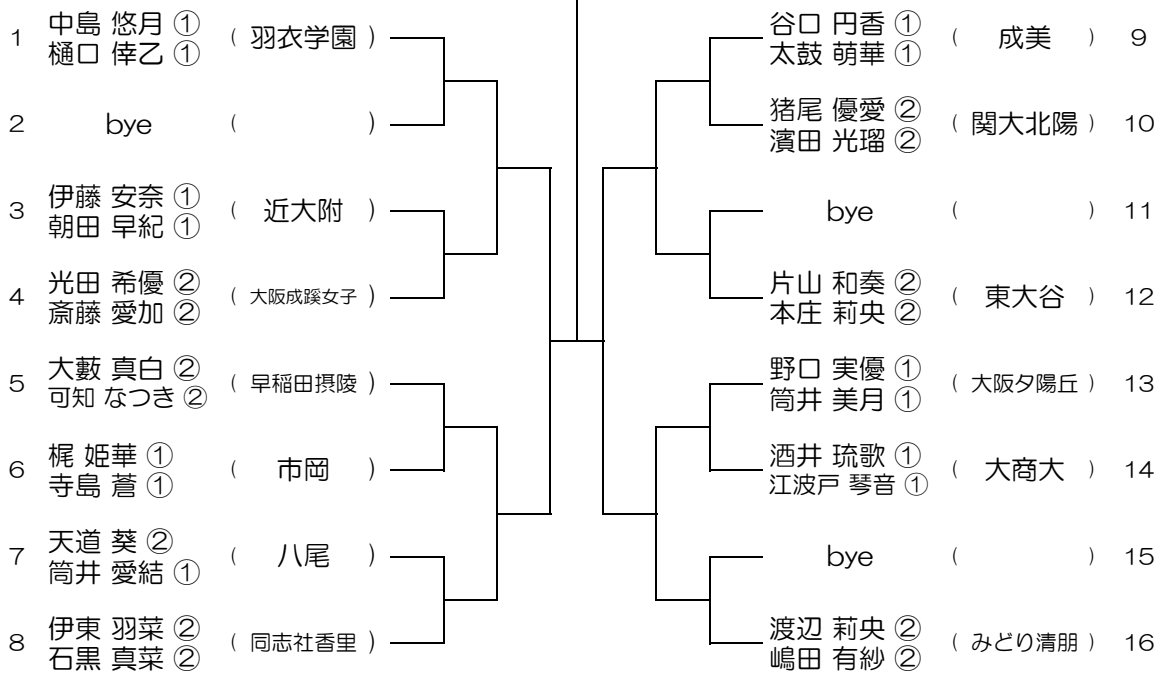 1 中島 悠月 ① ( 羽衣学園 )
樋口 倖乙 ①
2 bye ( )
3 伊藤 安奈 ① ( 近大附 )
朝田 早紀 ①
4 光田 希優 ② ( 大阪成蹊女子 )
斎藤 愛加 ②
5 大藪 真白 ② ( 早稲田摂陵 )
可知 なつき ②
6 梶 姫華 ① ( 市岡 )
寺島 蒼 ①
7 天道 葵 ② ( 八尾 )
筒井 愛結 ①
8 伊東 羽菜 ② ( 同志社香里 )
石黒 真菜 ②
谷口 円香 ① ( 成美 ) 9
太鼓 萌華 ①
猪尾 優愛 ② ( 関大北陽 ) 10
濱田 光瑠 ②
bye ( ) 11
片山 和奏 ② ( 東大谷 ) 12
本庄 莉央 ②
野口 実優 ① ( 大阪夕陽丘 ) 13
筒井 美月 ①
酒井 琉歌 ① ( 大商大 ) 14
江波戸 琴音 ①
bye ( ) 15
渡辺 莉央 ② ( みどり清朋 ) 16
嶋田 有紗 ②